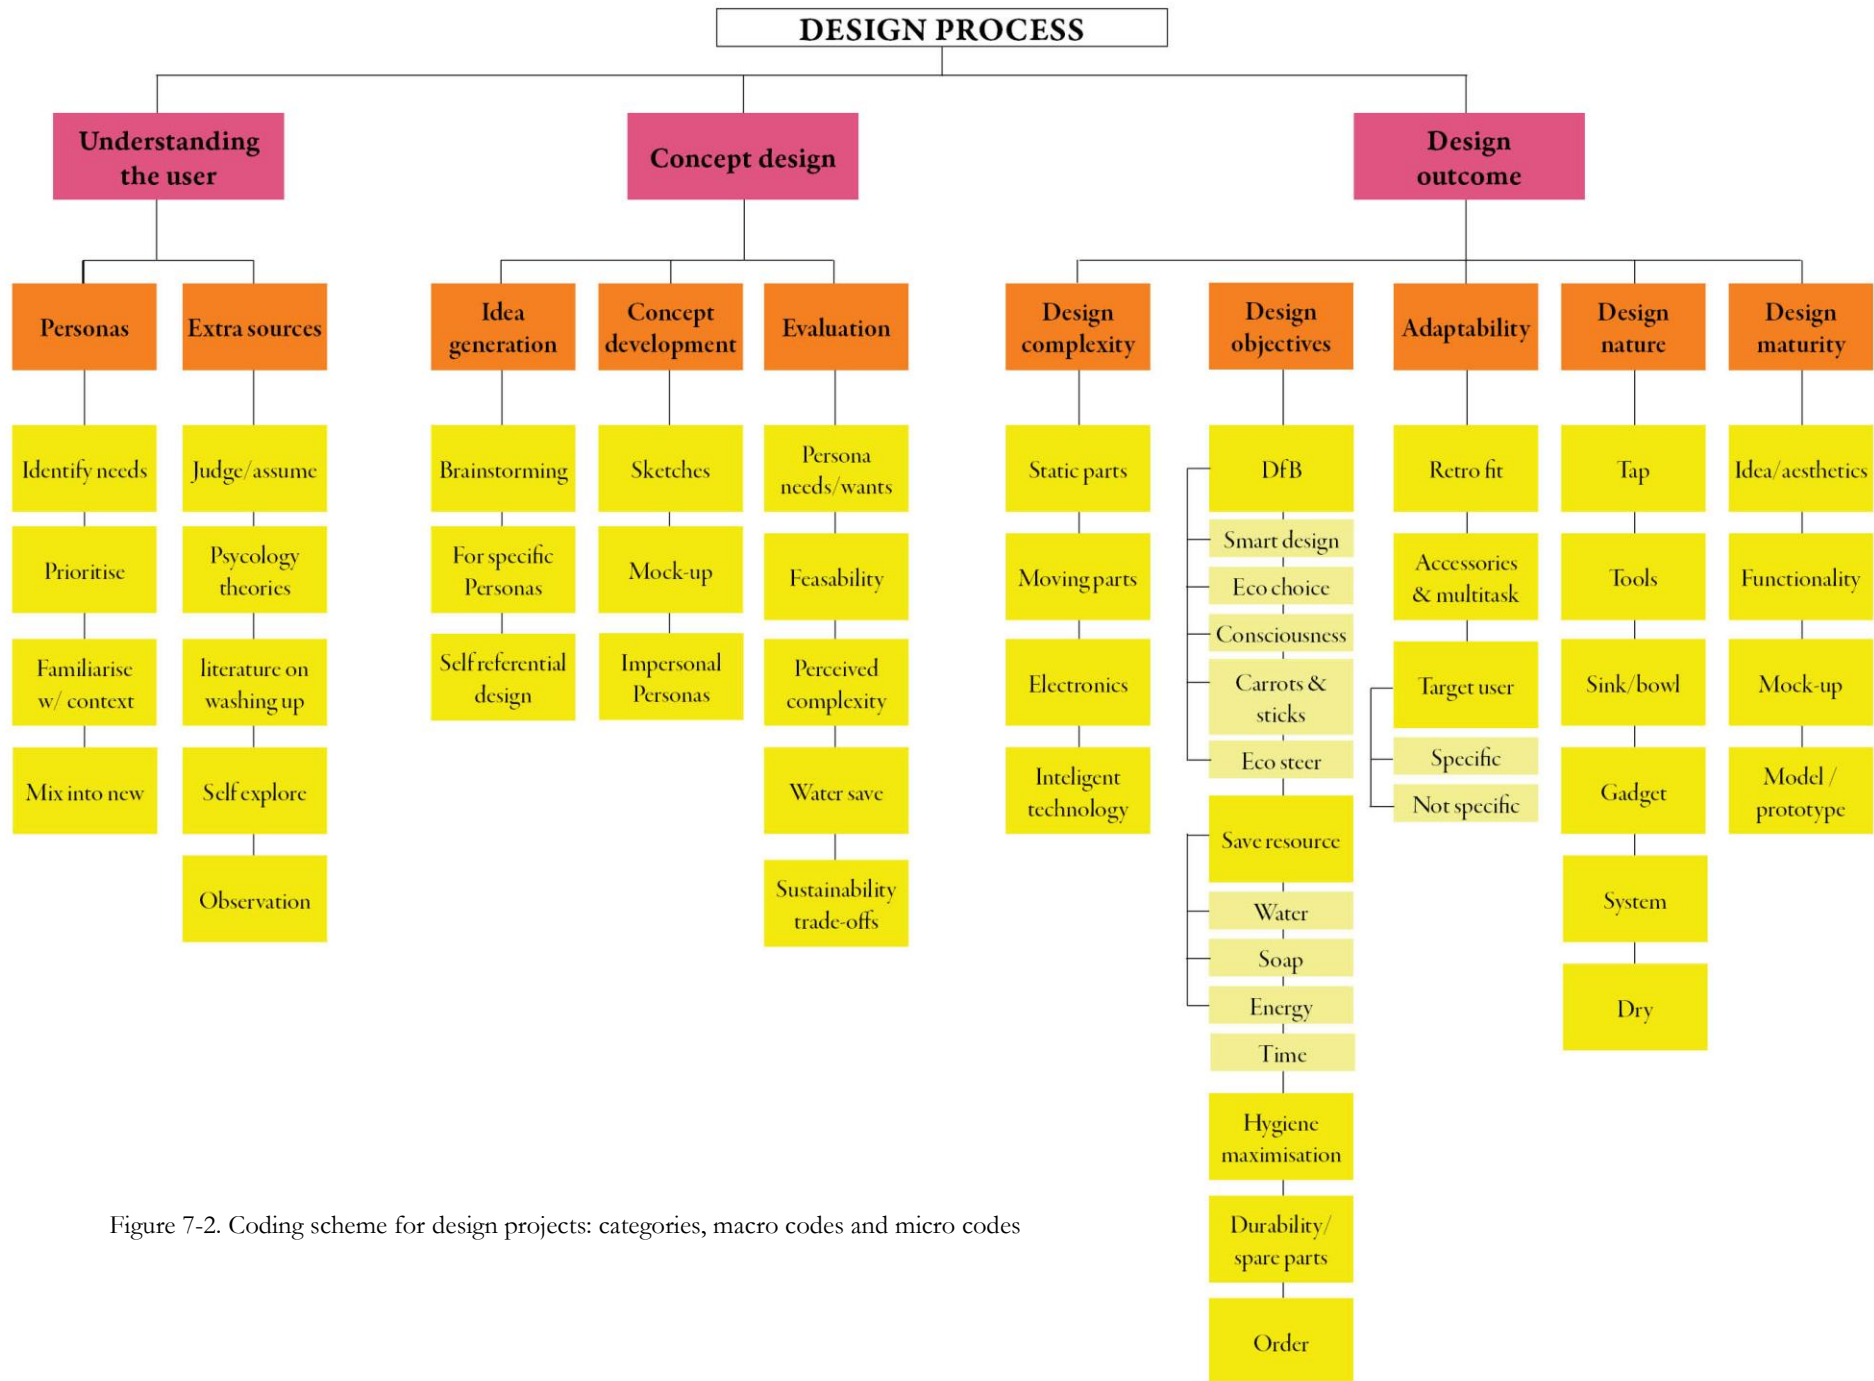 DESIGN PROCESS
Understanding
the user
Concept design
Design
outcome
Personas
Extra sources
Idea
generation
Concept
development
Evaluation
Design
complexity
Design
objectives
Adaptability
Design
nature
Design
maturity
Identify needs
Prioritise
Familiarise
w/ context
Mix into new
Judge/assume
Psycology
theories
literature on
washing up
Self explore
Observation
Brainstorming
For specific
Personas
Self referential
design
Sketches
Mock-up
Impersonal
Personas
Persona
needs/wants
Feasability
Perceived
complexity
Water save
Sustainability
trade-offs
Static parts
Moving parts
Electronics
Inteligent
technology
DfB
Smart design
Eco choice
Consciousness
Carrots &
sticks
Eco steer
Save resource
Water
Soap
Energy
Time
Hygiene
maximisation
Durability/
spare parts
Order
Retro fit
Accessories
& multitask
Target user
Specific
Not specific
Tap
Tools
Sink/bowl
Gadget
System
Dry
Idea/aesthetics
Functionality
Mock-up
Model /
prototype
Figure 7-2. Coding scheme for design projects: categories, macro codes and micro codes